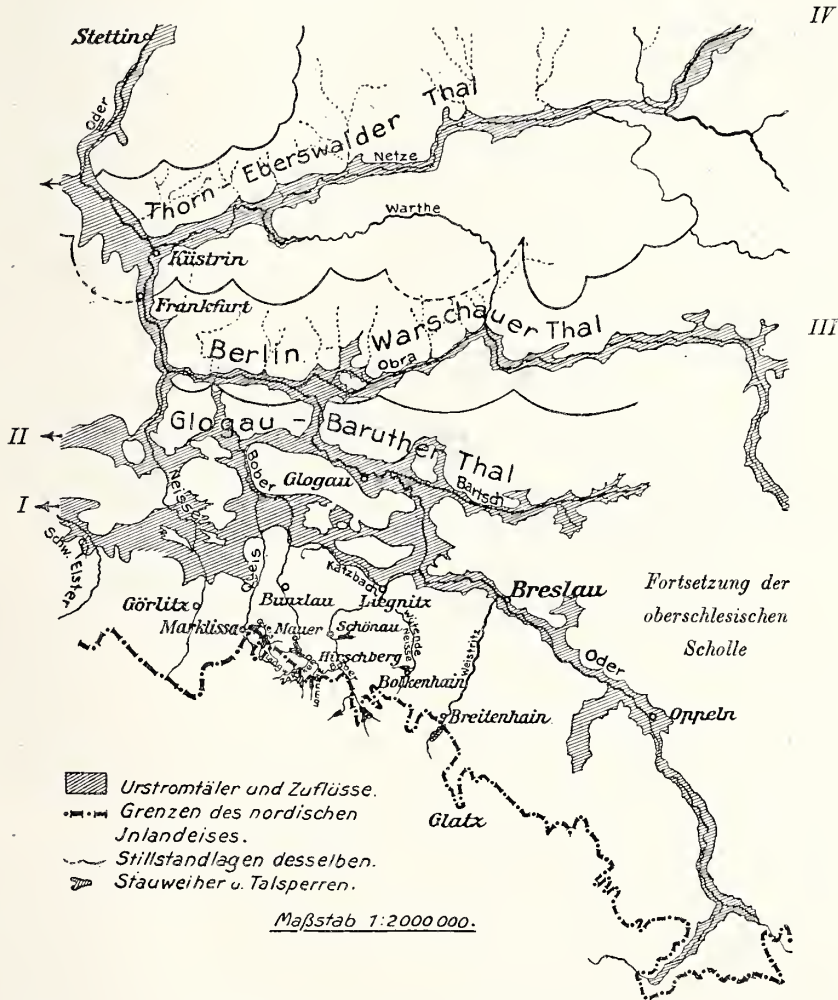 IV
Stettin
Oder
Thorn - Eberswalder Thal
Netze
Warthe
Küstrin
Frankfurt
III
Berlin Warschauer Thal
Obra
II
Glogau - Baruther Thal
Neisse
Bober
Glogau
Bartsch
I
Schw. Elster
Queis
Katzbach
Görlitz
Bunzlau
Liegnitz
Breslau
Fortsetzung der
oberschlesischen
Scholle
Marklissa
Mauer
Schönau
Wütende Neisse
Weistritz
Hirschberg
Bober
Oder
Bolkenhain
Breitenhain
Oppeln
Glatz
Urstromtäler und Zuflüsse.
Grenzen des nordischen
Jnlandeises.
Stillstandlagen desselben.
Stauweiher u. Talsperren.
Maßstab 1:2000000.